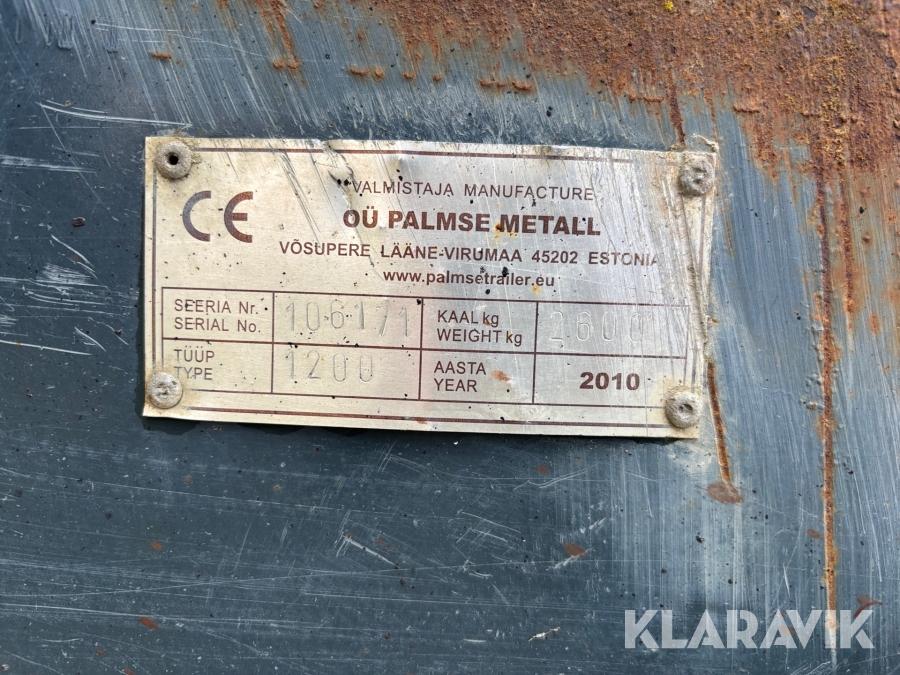 CE
VALMISTAJA MANUFACTURE
OÜ PALMSE METALL
VÕSUPERE LÄÄNE-VIRUMAA 45202 ESTONIA
www.palmsetrailer.eu
SEERIA Nr. 106171 KAAL kg 2600
SERIAL No. WEIGHT kg
TÜÜP 1200 AASTA 2010
TYPE YEAR
KLARAVIK